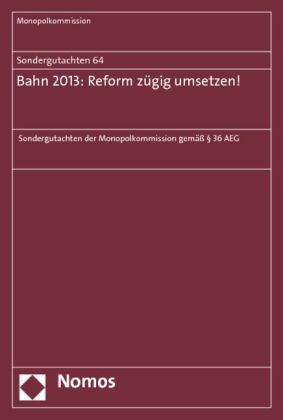 Monopolkommission
Sondergutachten 64
Bahn 2013: Reform zügig umsetzen!
Sondergutachten der Monopolkommission gemäß § 36 AEG
Nomos